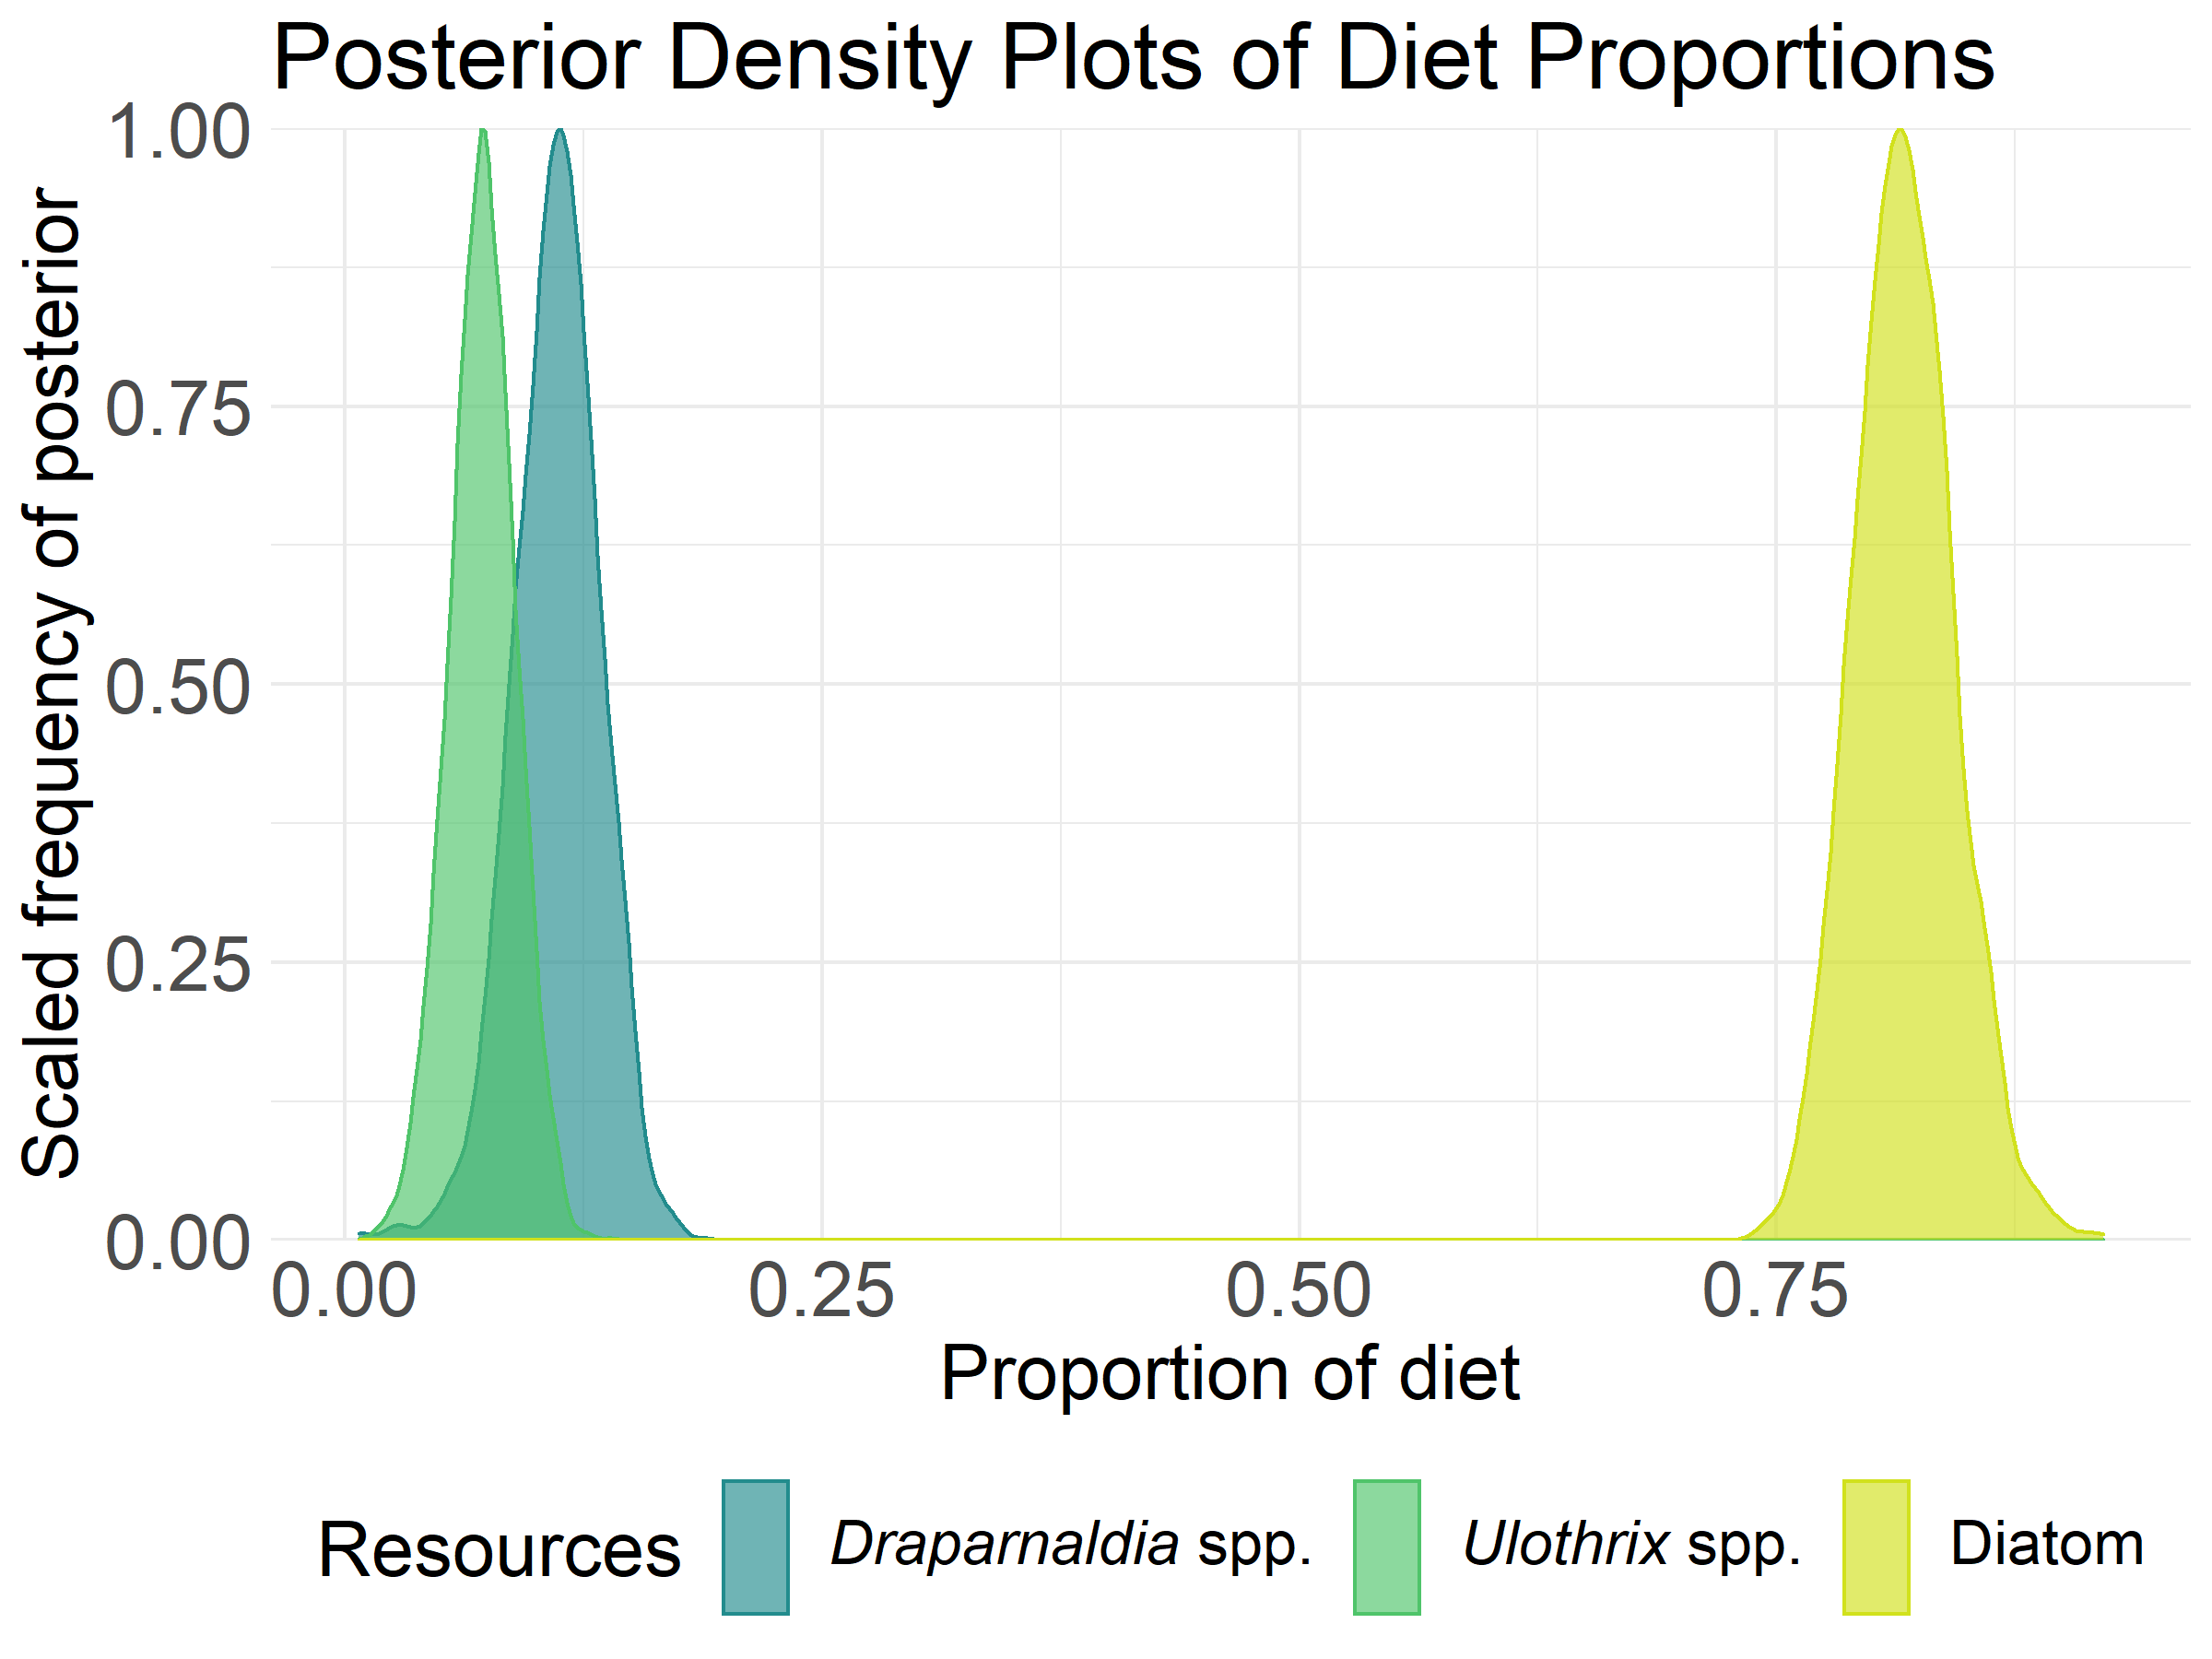 Posterior Density Plots of Diet Proportions
Scaled frequency of posterior
1.00
0.75
0.50
0.25
0.00
0.00 0.25 0.50 0.75
Proportion of diet
Resources Draparnaldia spp. Ulothrix spp. Diatom